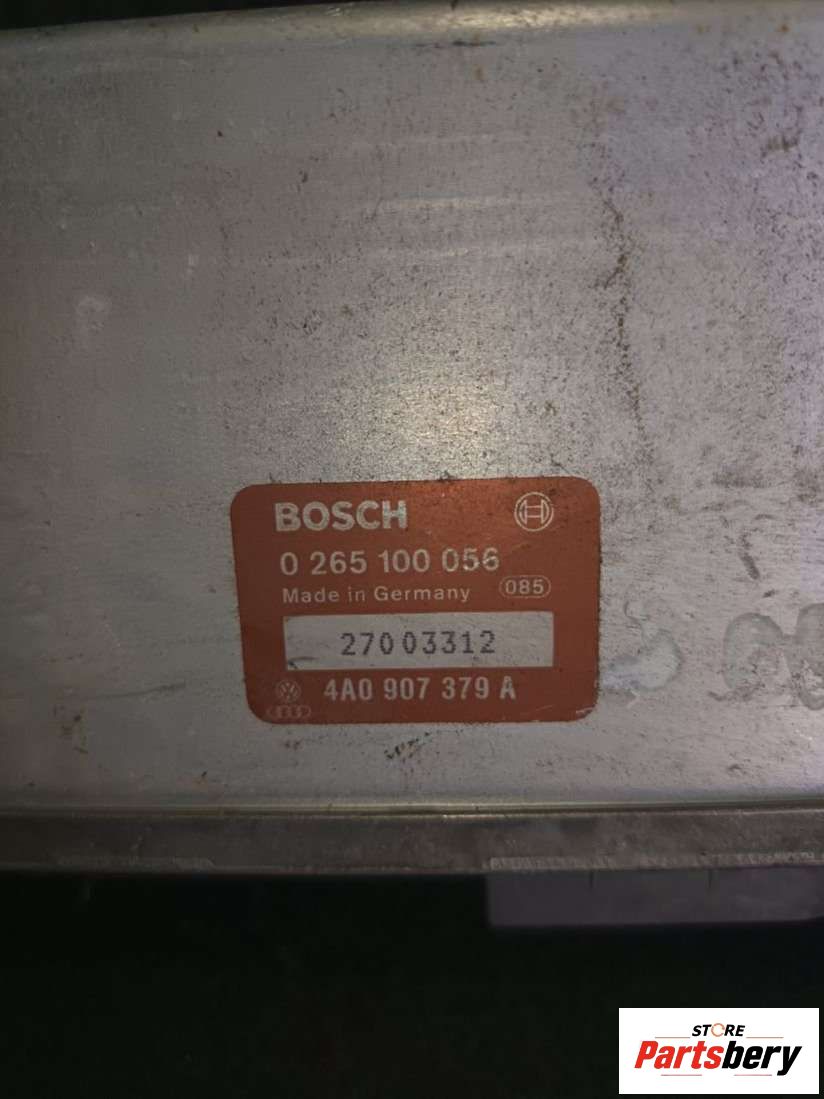 BOSCH
0 265 100 056
Made in Germany 085
27003312
4A0 907 379 A
STORE
Partsbery